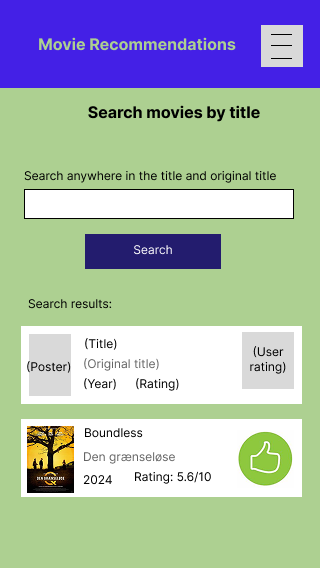 Movie Recommendations
Search movies by title
Search anywhere in the title and original title
Search
Search results:
(Poster)
(Title)
(Original title)
(Year) (Rating)
(User
rating)
DEN GRÆNSELØSE
Boundless
Den grænseløse
2024 Rating: 5.6/10